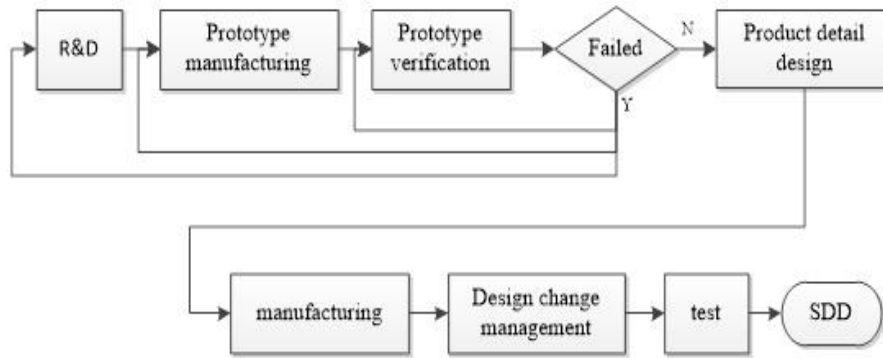 R&D
Prototype
manufacturing
Prototype
verification
Failed
N
Product detail
design
Y
manufacturing
Design change
management
test
SDD